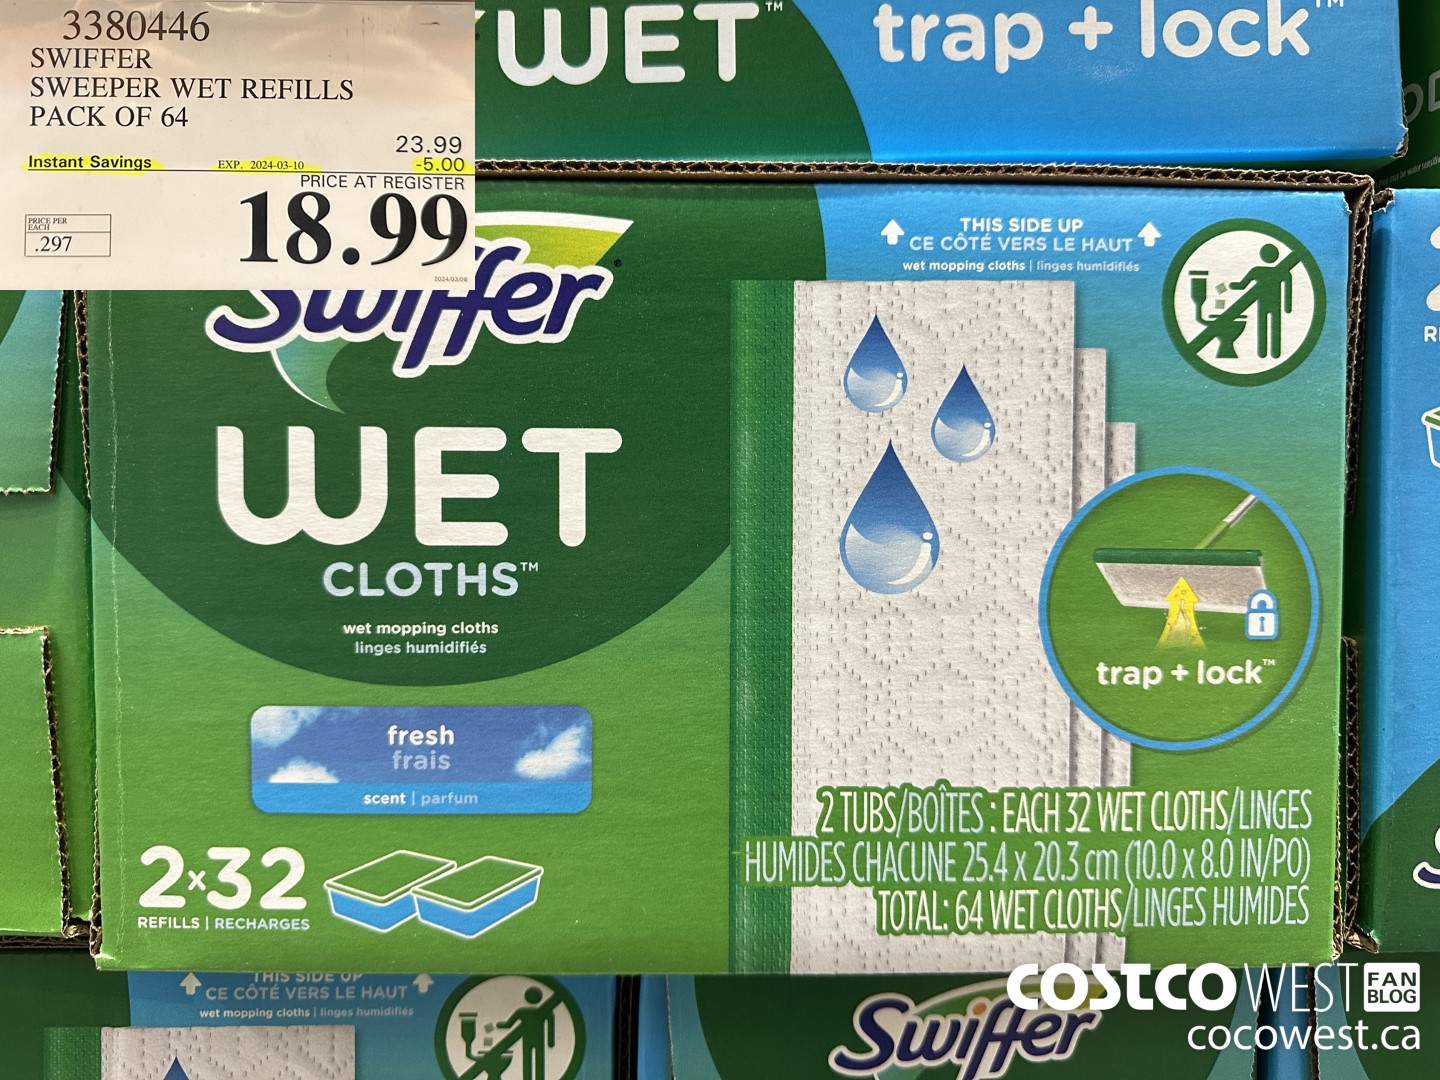 3380446
SWIFFER
SWEEPER WET REFILLS
PACK OF 64
23.99
Instant Savings EXP. 2024-03-10 -5.00
PRICE AT REGISTER
18.99
PRICE PER
EACH
.297
2024/03/08
WET™
trap + lock™
THIS SIDE UP
CE CÔTÉ VERS LE HAUT
wet mopping cloths | linges humidifiés
Swiffer
WET
CLOTHS™
wet mopping cloths
linges humidifiés
fresh
frais
scent | parfum
2x32
REFILLS | RECHARGES
trap + lock™
2 TUBS/BOÎTES : EACH 32 WET CLOTHS/LINGES
HUMIDES CHACUNE 25.4 x 20.3 cm (10.0 x 8.0 IN/PO)
TOTAL: 64 WET CLOTHS/LINGES HUMIDES
THIS SIDE UP
CE CÔTÉ VERS LE HAUT
wet mopping cloths | linges humidifiés
Swiffer
COSTCO WEST FAN BLOG
cocowest.ca